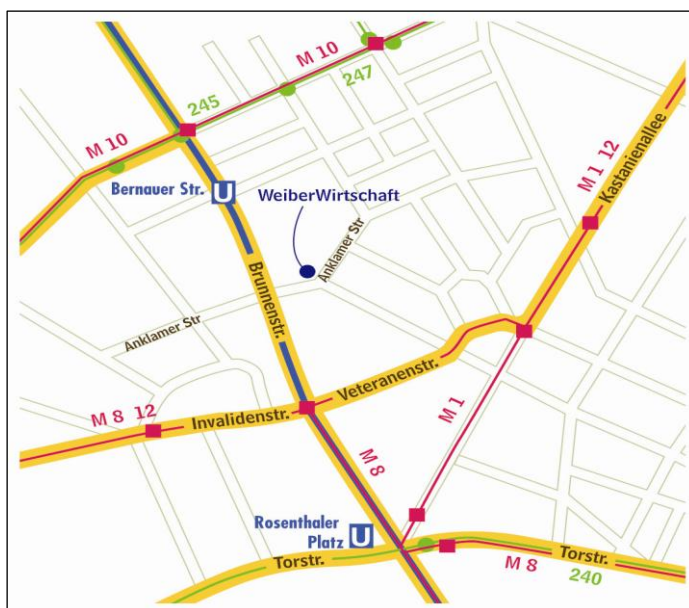 M 10
247
245
M 10
M 1 12
Kastanienallee
Bernauer Str.
U
WeiberWirtschaft
Anklamer Str
Brunnenstr.
Anklamer Str
Veteranenstr.
M 8 12
Invalidenstr.
M 1
M 8
Rosenthaler
Platz
U
Torstr.
Torstr.
M 8
240